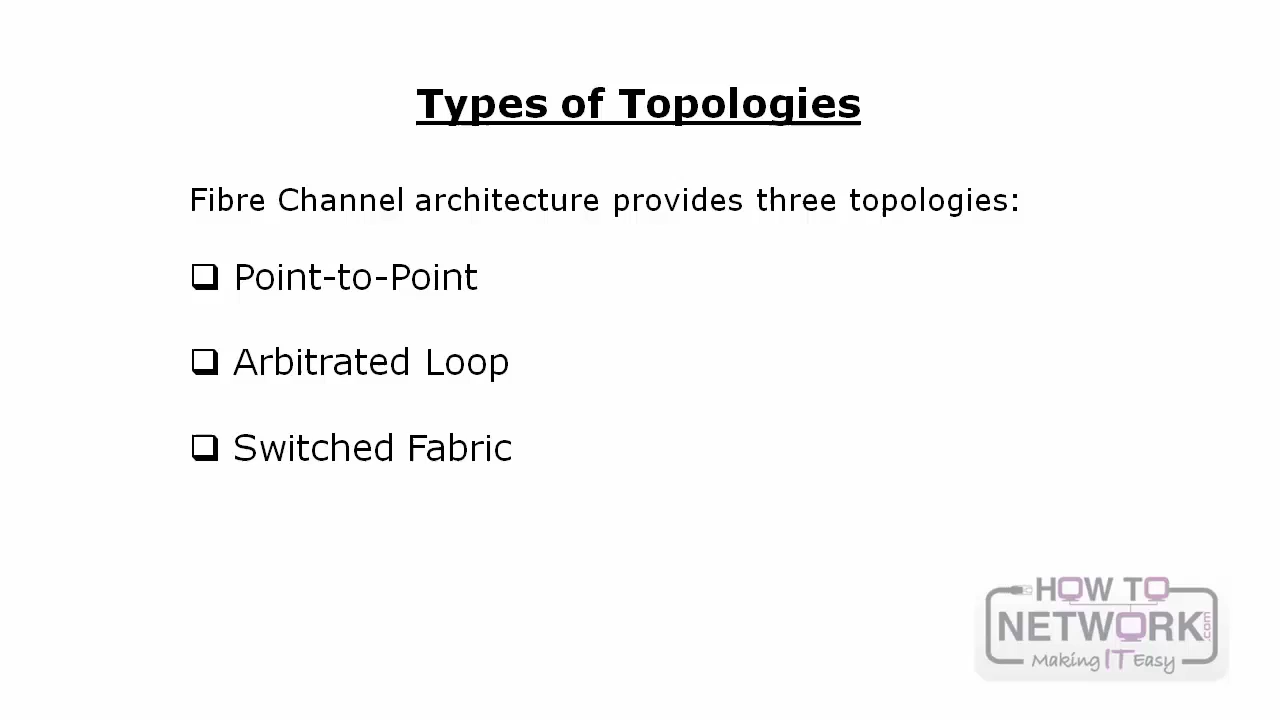 Types of Topologies
Fibre Channel architecture provides three topologies:
Point-to-Point
Arbitrated Loop
Switched Fabric
HOW TO
NETWORK.com
Making IT Easy